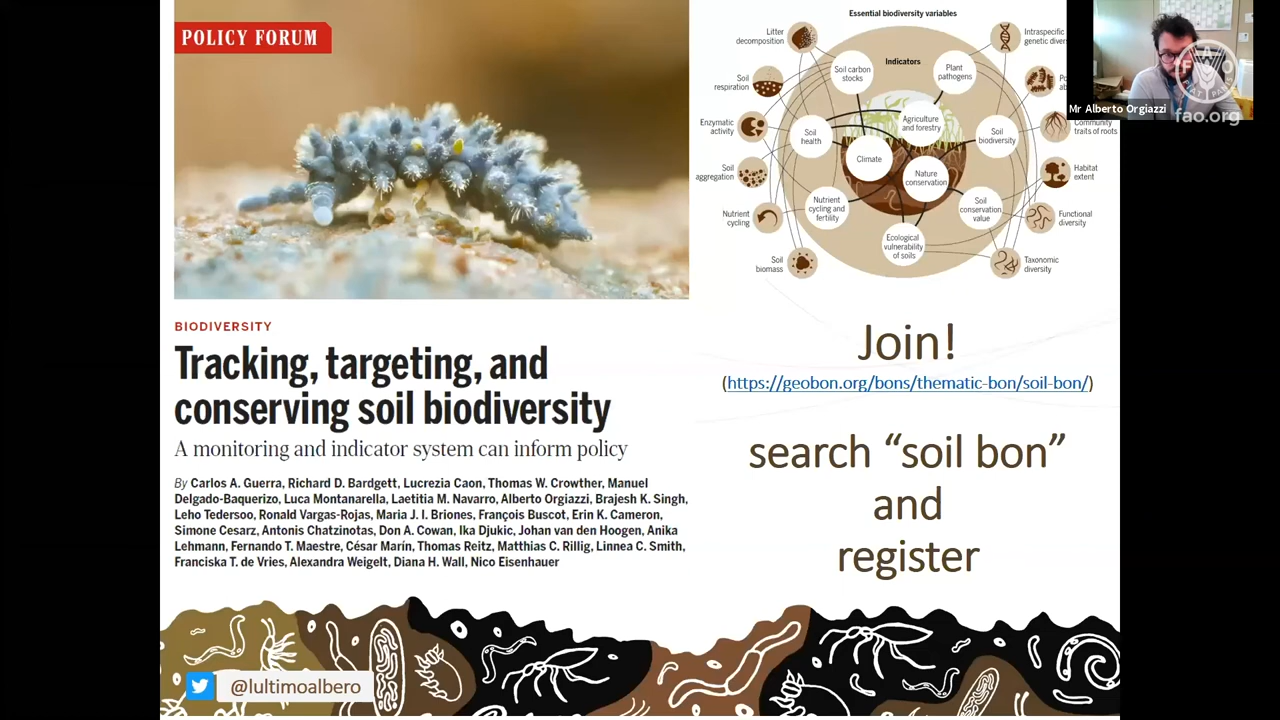 POLICY FORUM
BIODIVERSITY
Tracking, targeting, and
conserving soil biodiversity
A monitoring and indicator system can inform policy
By Carlos A. Guerra, Richard D. Bardgett, Lucrezia Caon, Thomas W. Crowther, Manuel
Delgado-Baquerizo, Luca Montanarella, Laetitia M. Navarro, Alberto Orgiazzi, Brajesh K. Singh,
Leho Tedersoo, Ronald Vargas-Rojas, Maria J. I. Briones, François Buscot, Erin K. Cameron,
Simone Cesarz, Antonis Chatzinotas, Don A. Cowan, Ika Djukic, Johan van den Hoogen, Anika
Lehmann, Fernando T. Maestre, César Marín, Thomas Reitz, Matthias C. Rillig, Linnea C. Smith,
Franciska T. de Vries, Alexandra Weigelt, Diana H. Wall, Nico Eisenhauer
Essential biodiversity variables
Indicators
Litter
decomposition
Soil
respiration
Enzymatic
activity
Soil
aggregation
Nutrient
cycling
Soil
biomass
Soil carbon
stocks
Plant
pathogens
Soil
health
Agriculture
and forestry
Soil
biodiversity
Climate
Nature
conservation
Nutrient
cycling and
fertility
Soil
conservation
value
Ecological
vulnerability
of soils
Intraspecific
genetic diver
Community
traits of roots
Habitat
extent
Functional
diversity
Taxonomic
diversity
Mr Alberto Orgiazzi
fao.org
Join!
(https://geobon.org/bons/thematic-bon/soil-bon/)
search “soil bon”
and
register
@lultimoalbero